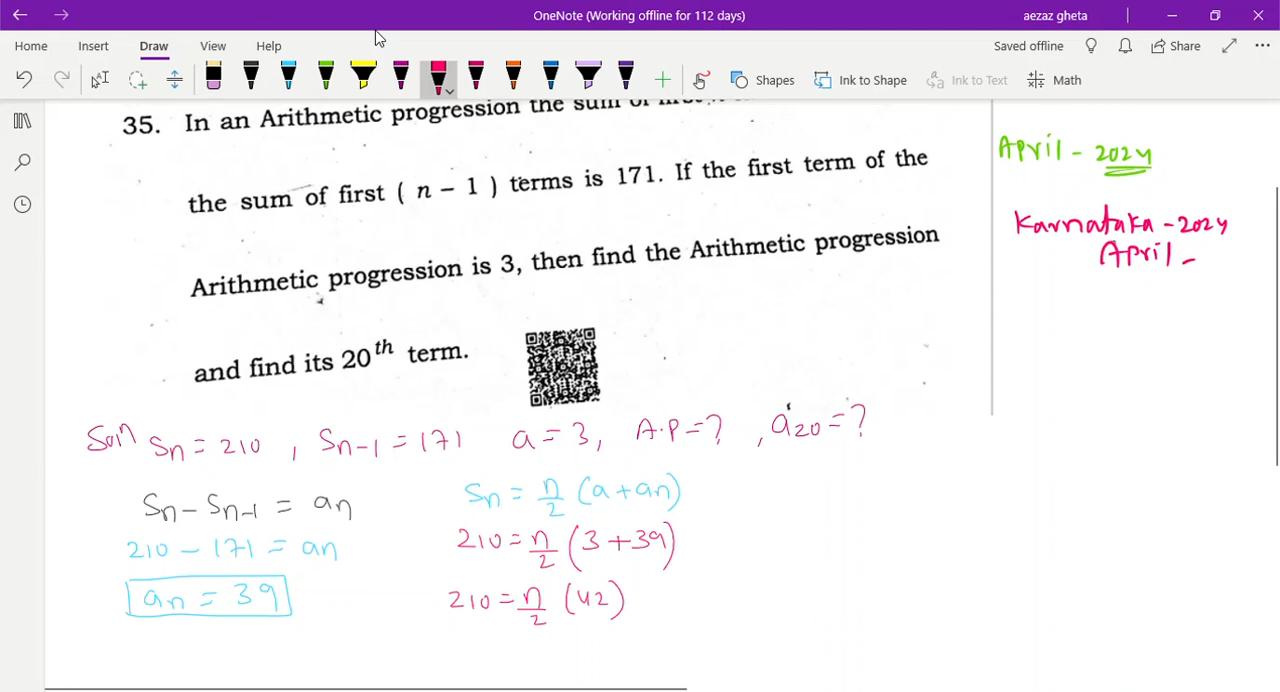 OneNote (Working offline for 112 days)
aezaz gheta
Home Insert Draw View Help
Saved offline
Share
Shapes
Ink to Shape
Ink to Text
Math
35. In an Arithmetic progression the sum of first
the sum of first ( n – 1 ) terms is 171. If the first term of the
Arithmetic progression is 3, then find the Arithmetic progression
and find its 20th term.
April - 2024
Karnataka - 2024
April -
Soln Sn = 210 , Sn-1 = 171 a = 3, A.P = ? , a20 = ?
Sn - Sn-1 = an
210 - 171 = an
an = 39
Sn = n/2 (a + an)
210 = n/2 (3 + 39)
210 = n/2 (42)